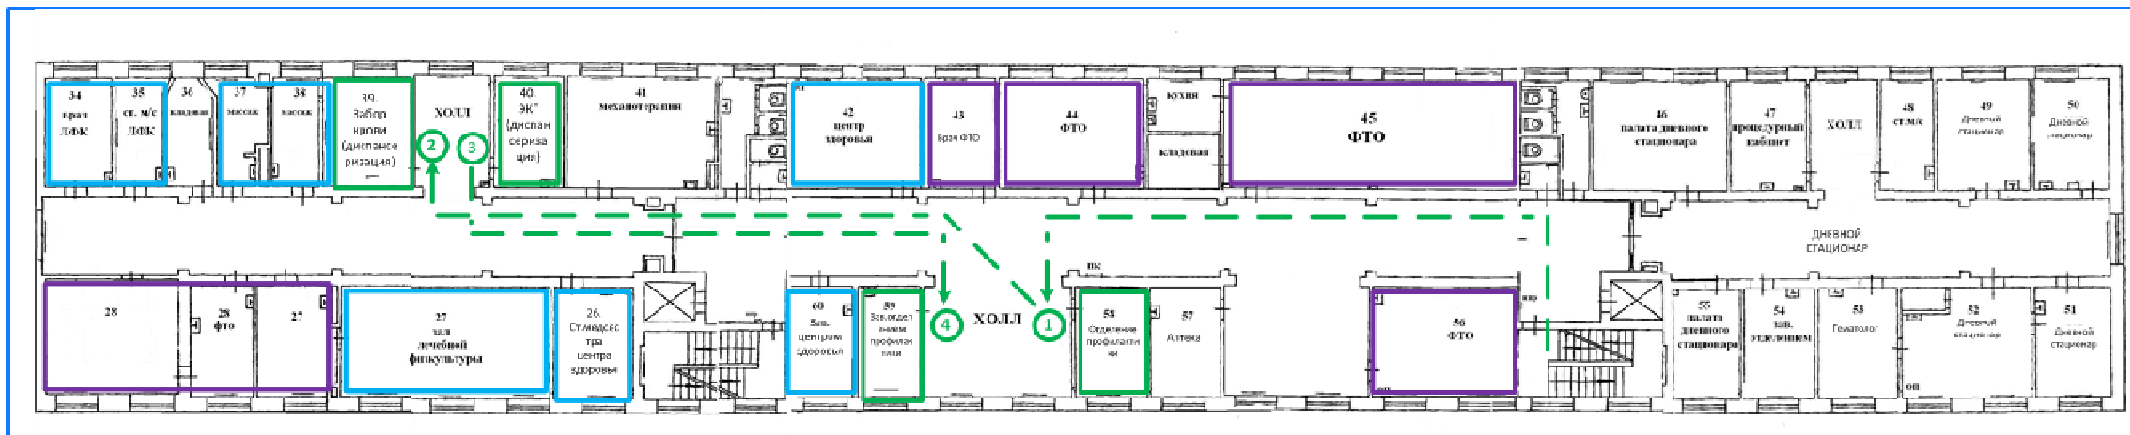 34
врач
ЛФК
35
ст. м/с
ЛФК
36
кладовая
37
массаж
38
массаж
39.
Забор
крови
(диспансе
ризация)
ХОЛЛ
2
3
40.
ЭКГ
(диспан
сериза
ция)
41
механотерапия
42
центр
здоровья
43
Врач ФТО
44
ФТО
кухня
кладовая
45
ФТО
46
палата дневного
стационара
47
процедурный
кабинет
ХОЛЛ
48
ст.м/с
49
Дневной
стационар
50
Дневной
стационар
ДНЕВНОЙ
СТАЦИОНАР
28
28
фто
27
зал
лечебной
физкультуры
26.
Ст.медсес
тра
центра
здоровья
60
Зав.
центром
здоровья
59
Зав.отдел
ением
профилак
тики
4
ХОЛЛ
1
ПК
58
Отделение
профилакти
ки
57
Аптека
56
ФТО
55
палата
дневного
стационара
54
зав.
отделением
53
Гематолог
52
Дневной
стационар
ОП
51
Дневной
стационар